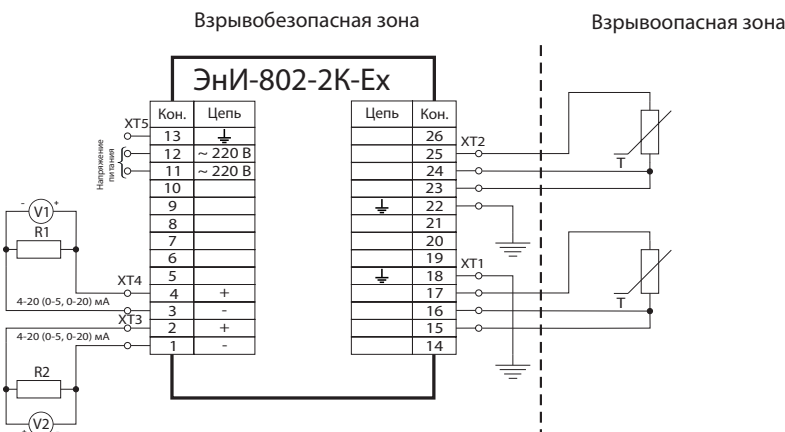 Взрывобезопасная зона
Взрывоопасная зона
ЭнИ-802-2К-Ех
Кон. Цепь
13
12 ~ 220 В
11 ~ 220 В
10
9
8
7
6
5
4 +
3 -
2 +
1 -
Цепь Кон.
26
25
24
23
22
21
20
19
18
17
16
15
14
XT5
Напряжение
питания
- V1 +
R1
XT4
4-20 (0-5, 0-20) мА
XT3
4-20 (0-5, 0-20) мА
R2
V2
+ -
XT2
T
XT1
T